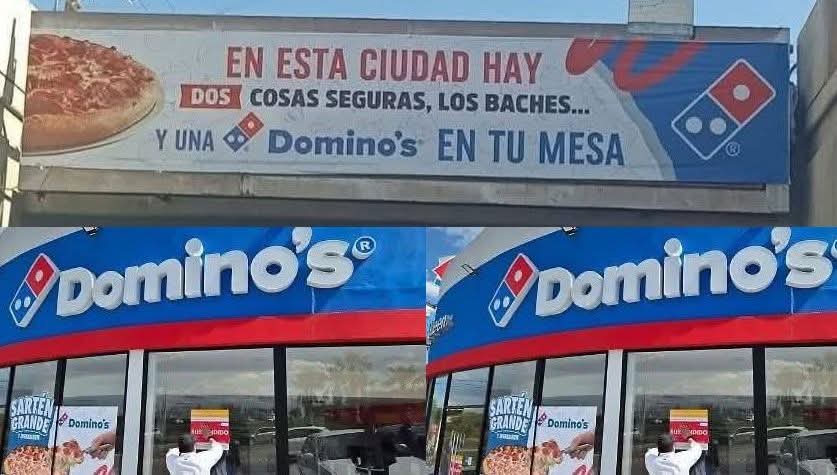 EN ESTA CIUDAD HAY
DOS COSAS SEGURAS, LOS BACHES...
Y UNA Domino's EN TU MESA
®
Domino's®
SARTÉN
GRANDE
Domino's
Domino's
SARTÉN
GRANDE
Domino's